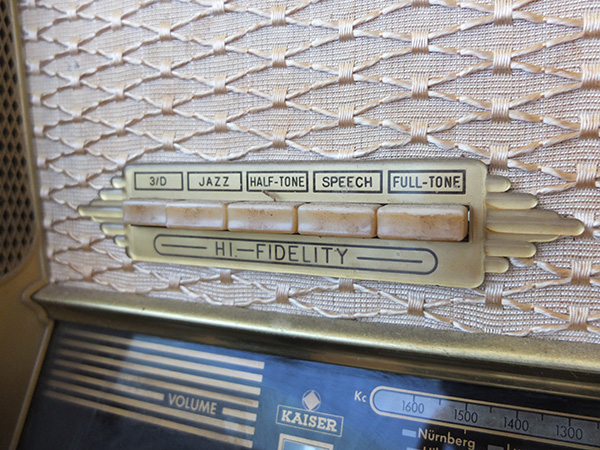 3/D JAZZ HALF-TONE SPEECH FULL-TONE
HI.-FIDELITY
VOLUME
KAISER
Kc 1600 1500 1400 1300
Nürnberg